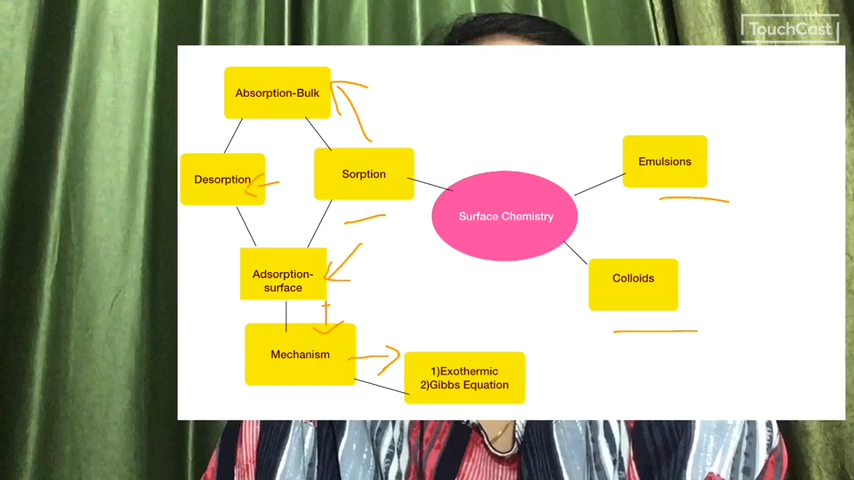 TouchCast
Absorption-Bulk
Desorption
Sorption
Surface Chemistry
Emulsions
Colloids
Adsorption-
surface
Mechanism
1)Exothermic
2)Gibbs Equation